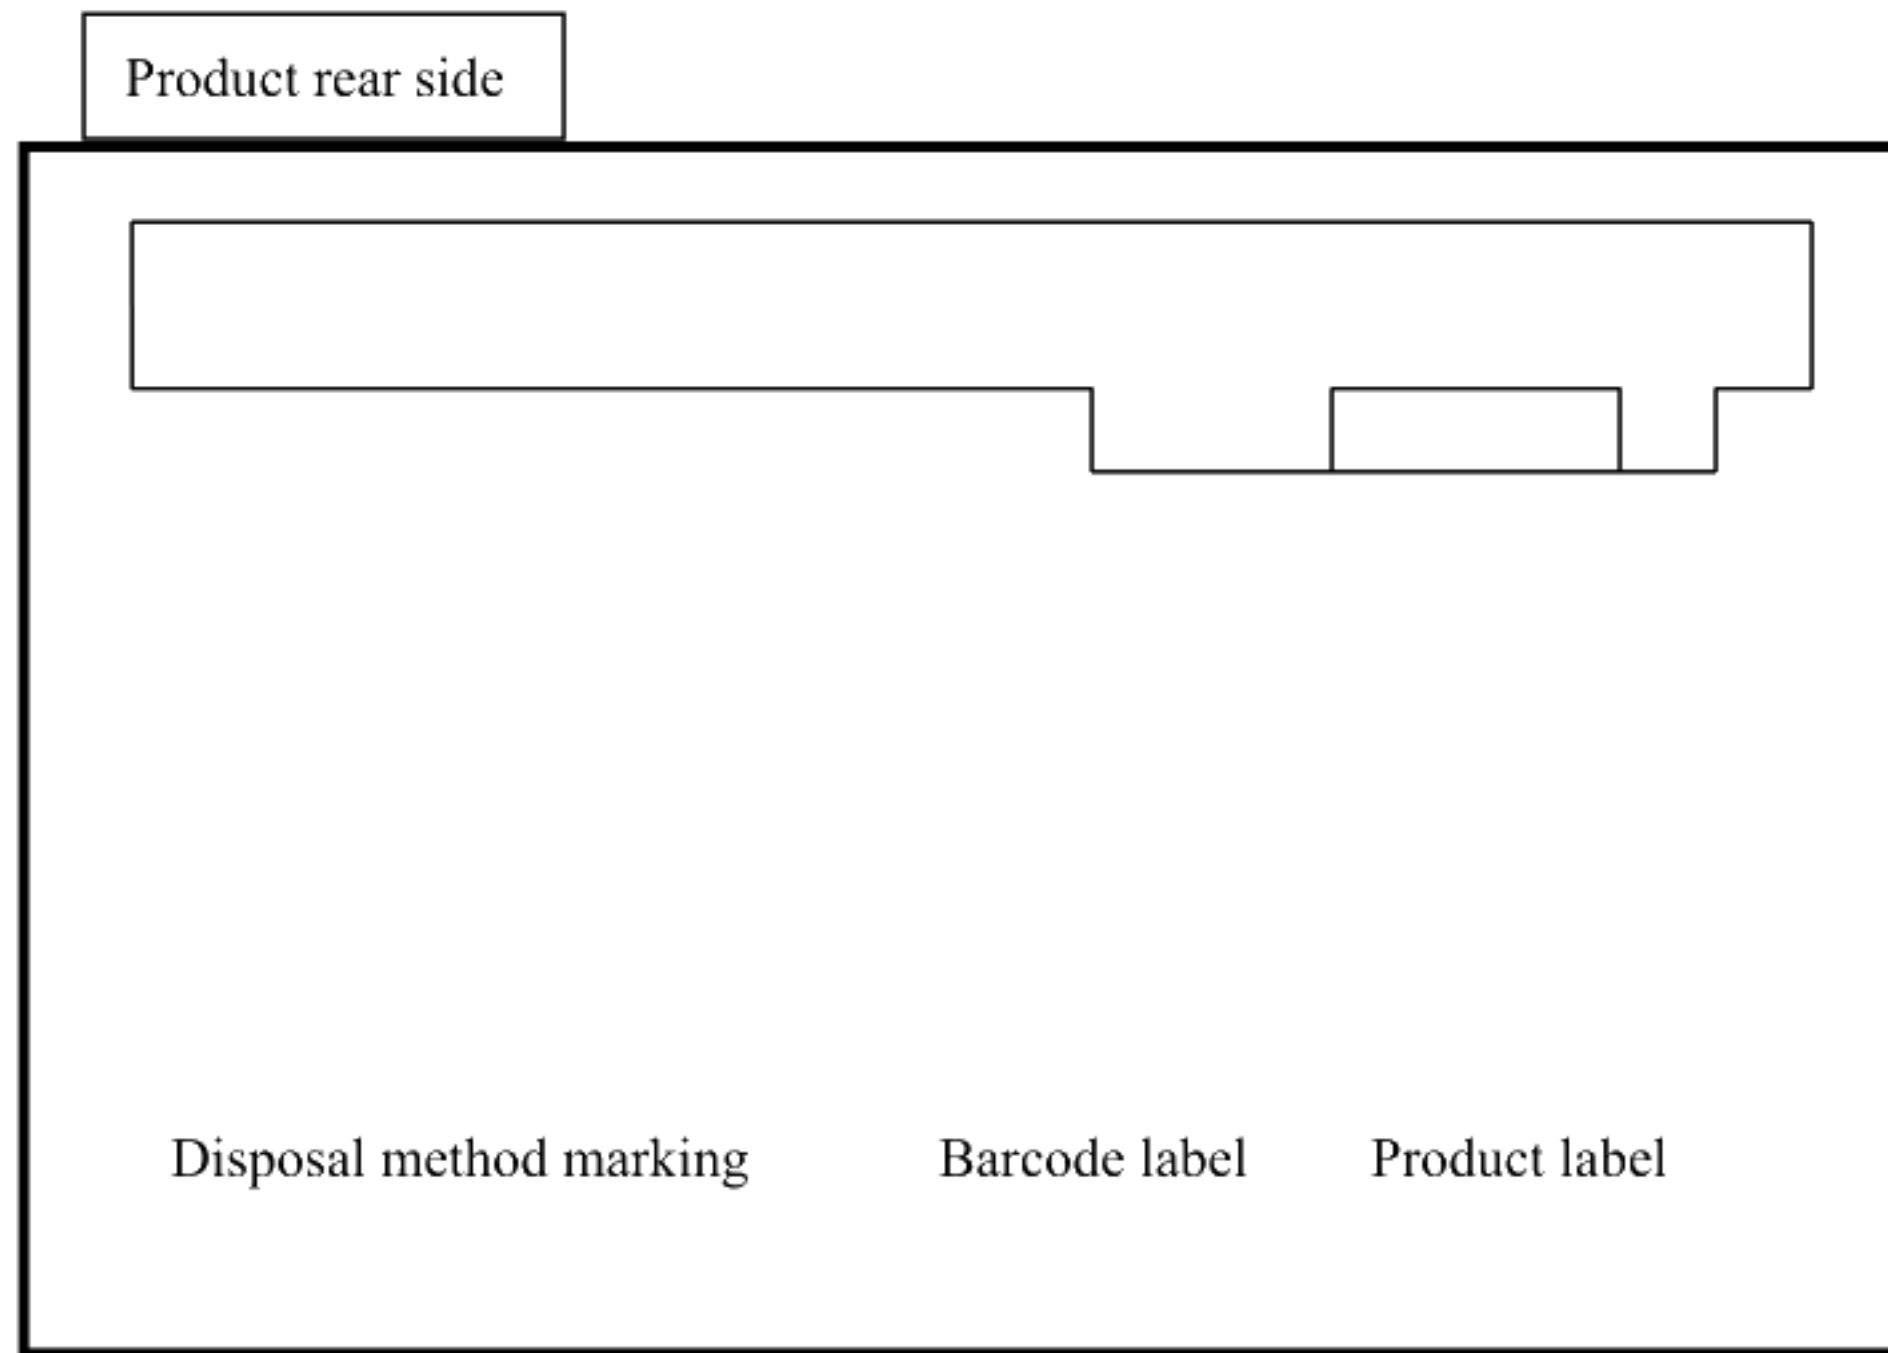 Product rear side
Disposal method marking
Barcode label
Product label